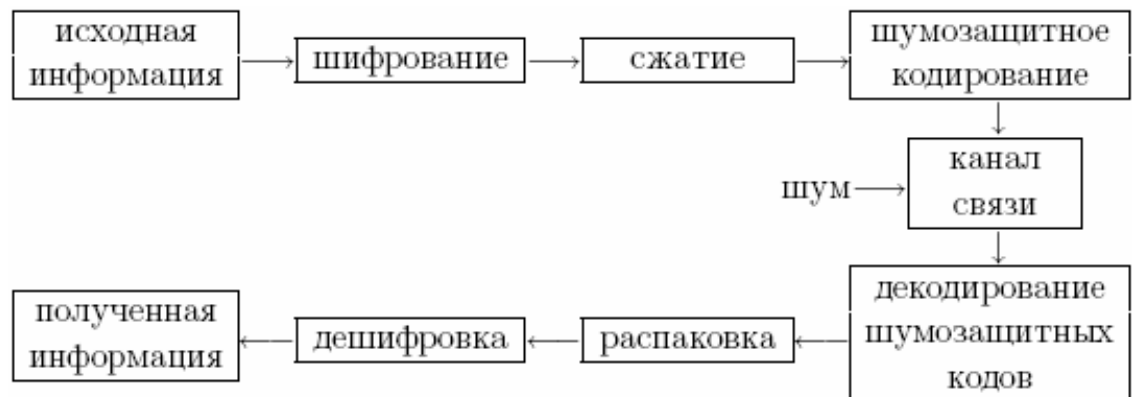 исходная
информация
шифрование
сжатие
шумозащитное
кодирование
шум
канал
связи
декодирование
шумозащитных
кодов
распаковка
дешифровка
полученная
информация